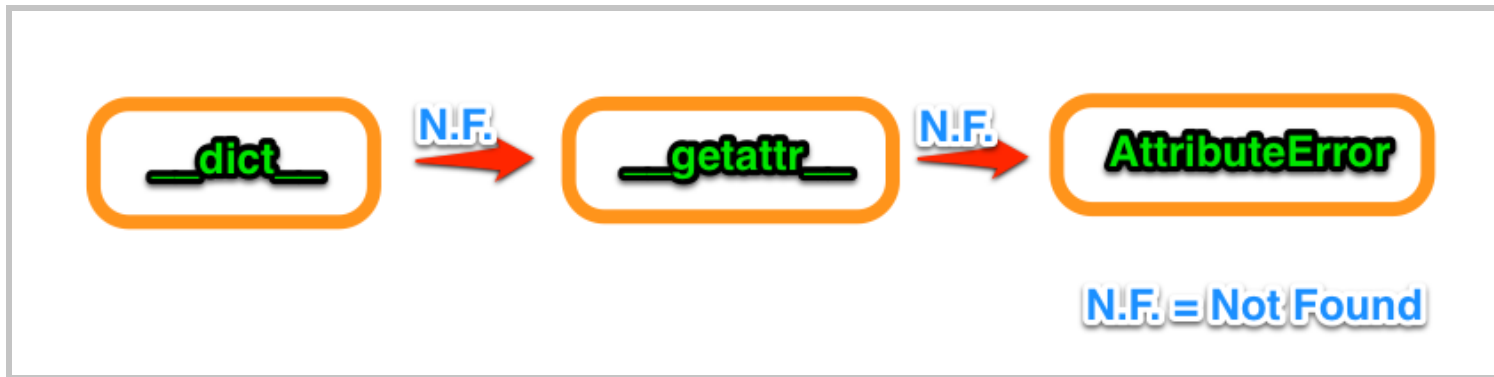 N.F. N.F.
__dict__ __getattr__ AttributeError
N.F. = Not Found